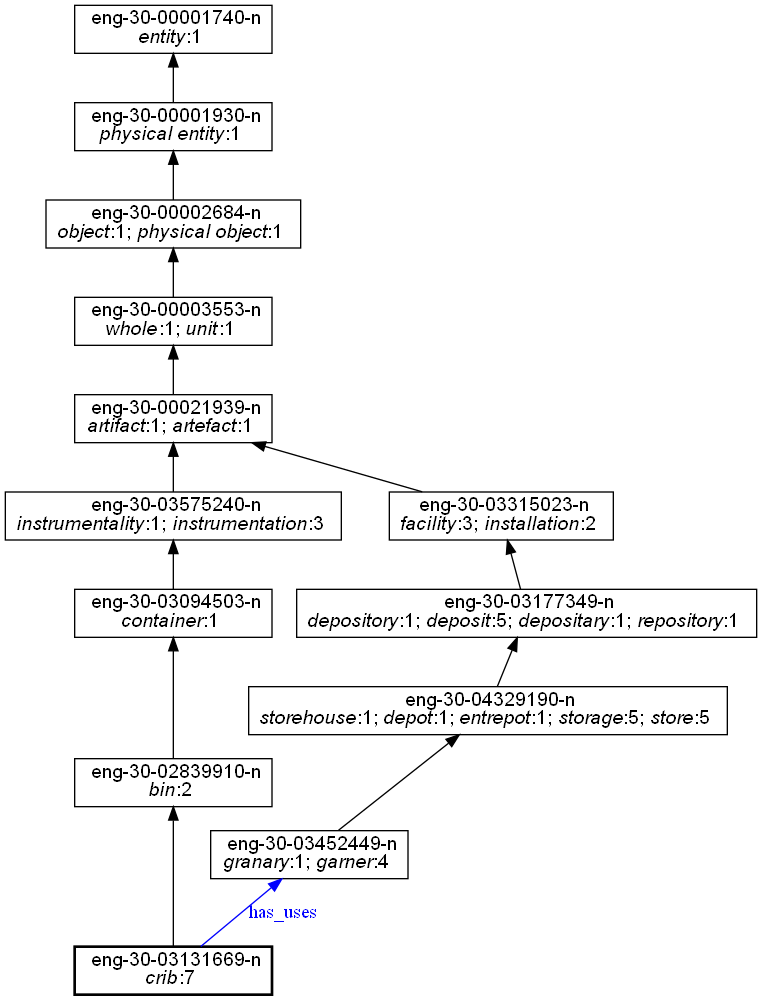 eng-30-00001740-n
entity:1
eng-30-00001930-n
physical entity:1
eng-30-00002684-n
object:1; physical object:1
eng-30-00003553-n
whole:1; unit:1
eng-30-00021939-n
artifact:1; artefact:1
eng-30-03575240-n
instrumentality:1; instrumentation:3
eng-30-03315023-n
facility:3; installation:2
eng-30-03094503-n
container:1
eng-30-03177349-n
depository:1; deposit:5; depositary:1; repository:1
eng-30-04329190-n
storehouse:1; depot:1; entrepot:1; storage:5; store:5
eng-30-02839910-n
bin:2
eng-30-03452449-n
granary:1; garner:4
has_uses
eng-30-03131669-n
crib:7